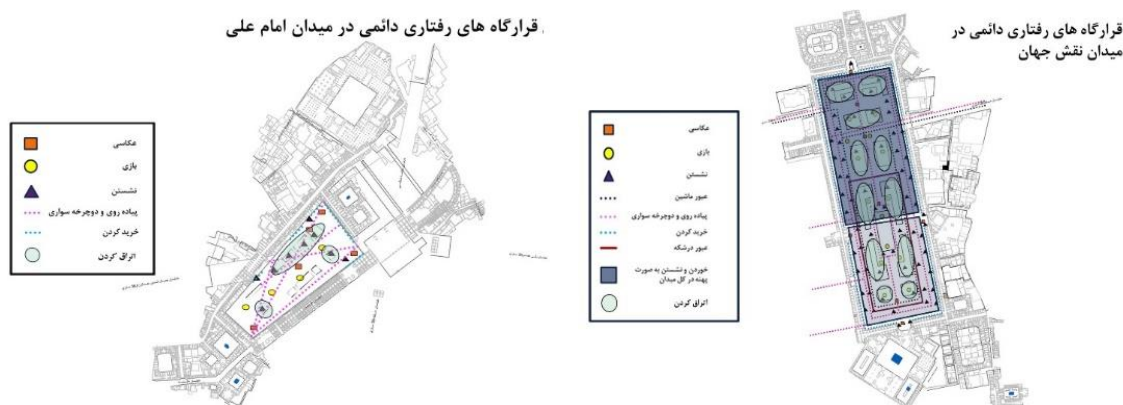 قرارگاه های رفتاری دائمی در میدان امام علی
عکاسی
بازی
نشستن
پیاده روی و دوچرخه سواری
خرید کردن
اتراق کردن
قرارگاه های رفتاری دائمی در
میدان نقش جهان
عکاسی
بازی
نشستن
عبور ماشین
پیاده روی و دوچرخه سواری
خرید کردن
عبور درشکه
خوردن و نشستن به صورت
پهنه در کل میدان
اتراق کردن